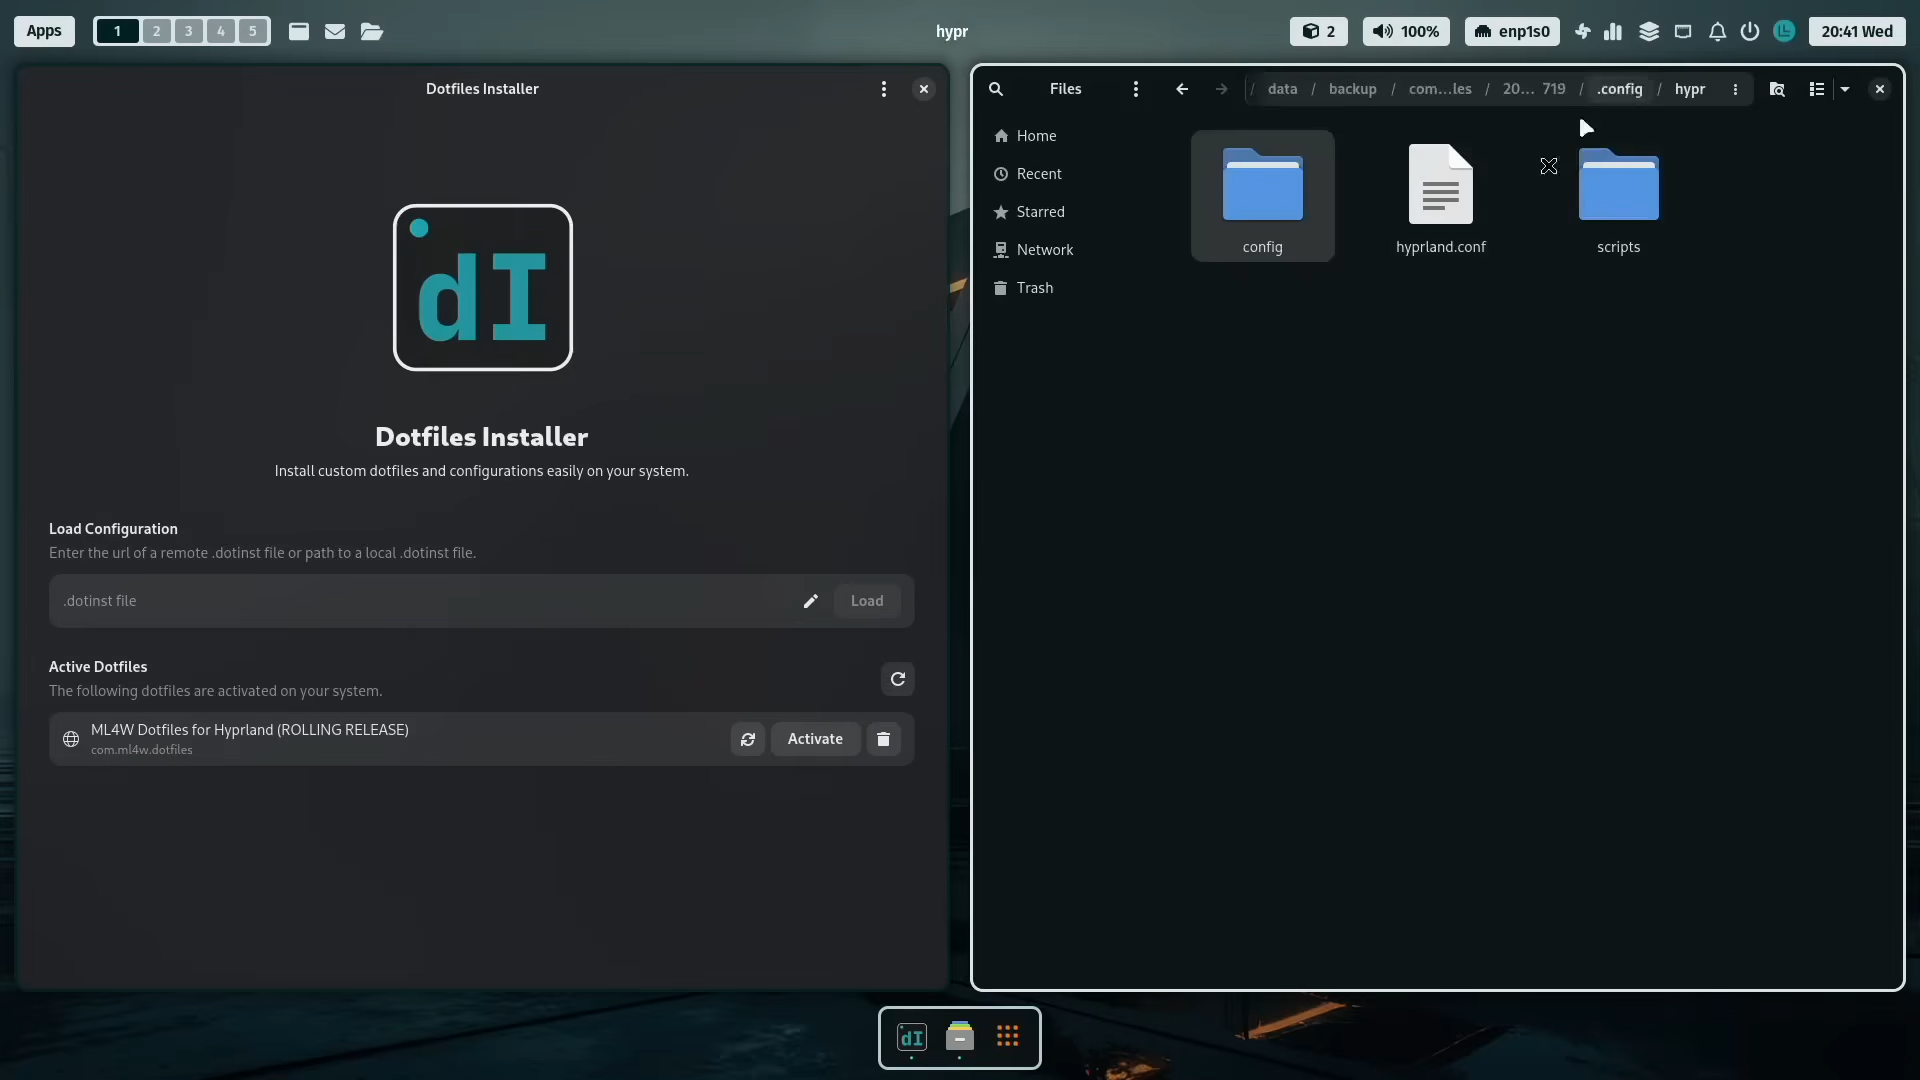 Apps
1 2 3 4 5
hypr
2
100%
enp1s0
20:41 Wed
Dotfiles Installer
dI
Dotfiles Installer
Install custom dotfiles and configurations easily on your system.
Load Configuration
Enter the url of a remote .dotinst file or path to a local .dotinst file.
.dotinst file
Load
Active Dotfiles
The following dotfiles are activated on your system.
ML4W Dotfiles for Hyprland (ROLLING RELEASE)
com.ml4w.dotfiles
Activate
Files
/ data / backup / com...les / 20... 719 / .config / hypr
Home
Recent
Starred
Network
Trash
config
hyprland.conf
scripts
dI